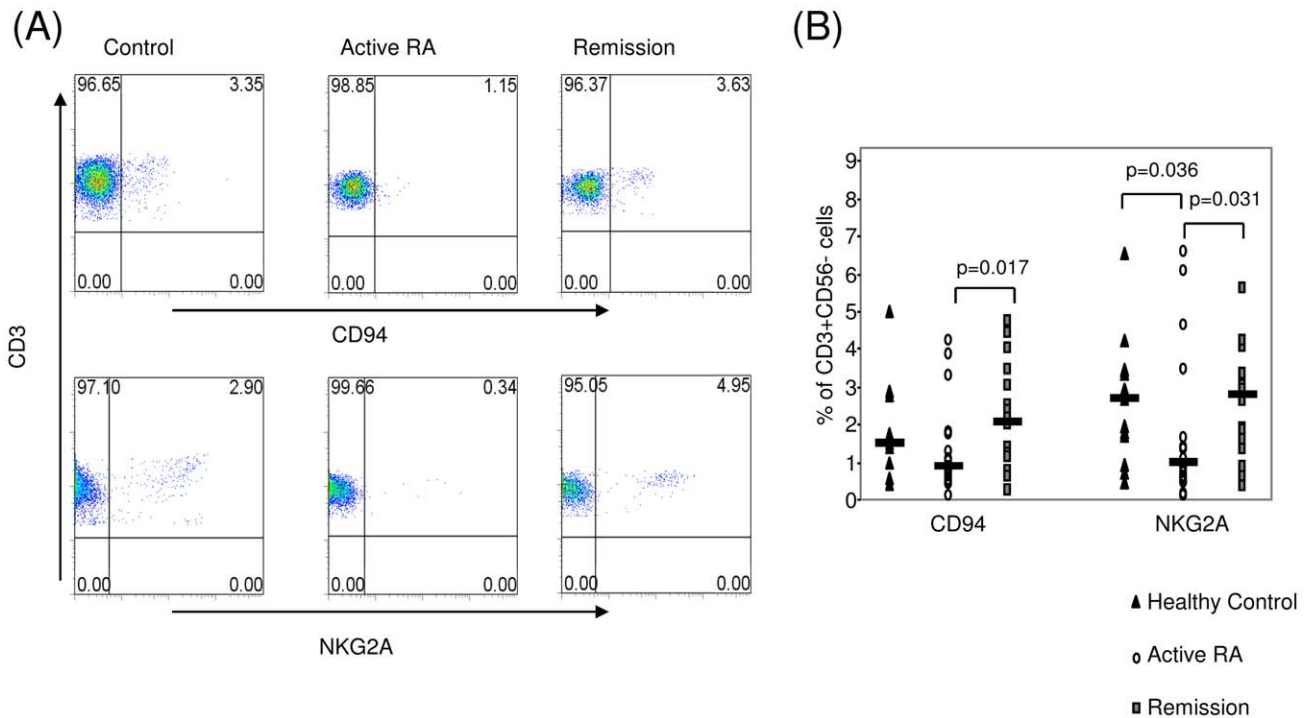 (A)
Control Active RA Remission
96.65 3.35
0.00 0.00
98.85 1.15
0.00 0.00
96.37 3.63
0.00 0.00
CD94
CD3
97.10 2.90
0.00 0.00
99.66 0.34
0.00 0.00
95.05 4.95
0.00 0.00
NKG2A
(B)
% of CD3+CD56- cells
9
8
7
6
5
4
3
2
1
0
p=0.036
p=0.031
p=0.017
CD94 NKG2A
Healthy Control
Active RA
Remission